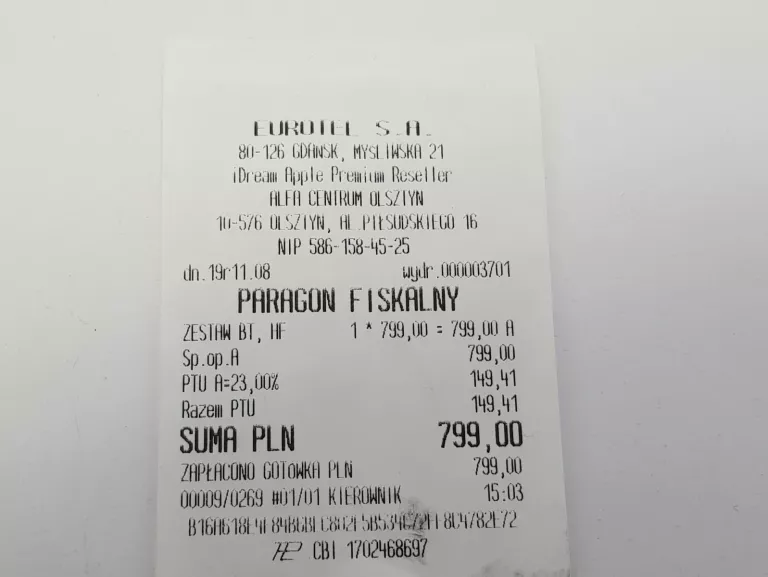 EUROTEL S.A.
80-126 GDAŃSK, MYŚLIWSKA 21
iDream Apple Premium Reseller
ALFA CENTRUM OLSZTYN
10-576 OLSZTYN, AL.PIŁSUDSKIEGO 16
NIP 586-158-45-25
dn.19r11.08 wydr.000003701
PARAGON FISKALNY
ZESTAW BT, HF 1 * 799,00 = 799,00 A
Sp.op.A 799,00
PTU A=23,00% 149,41
Razem PTU 149,41
SUMA PLN 799,00
ZAPŁACONO GOTÓWKA PLN 799,00
00009/0269 #01/01 KIEROWNIK 15:03
CBI 1702468697